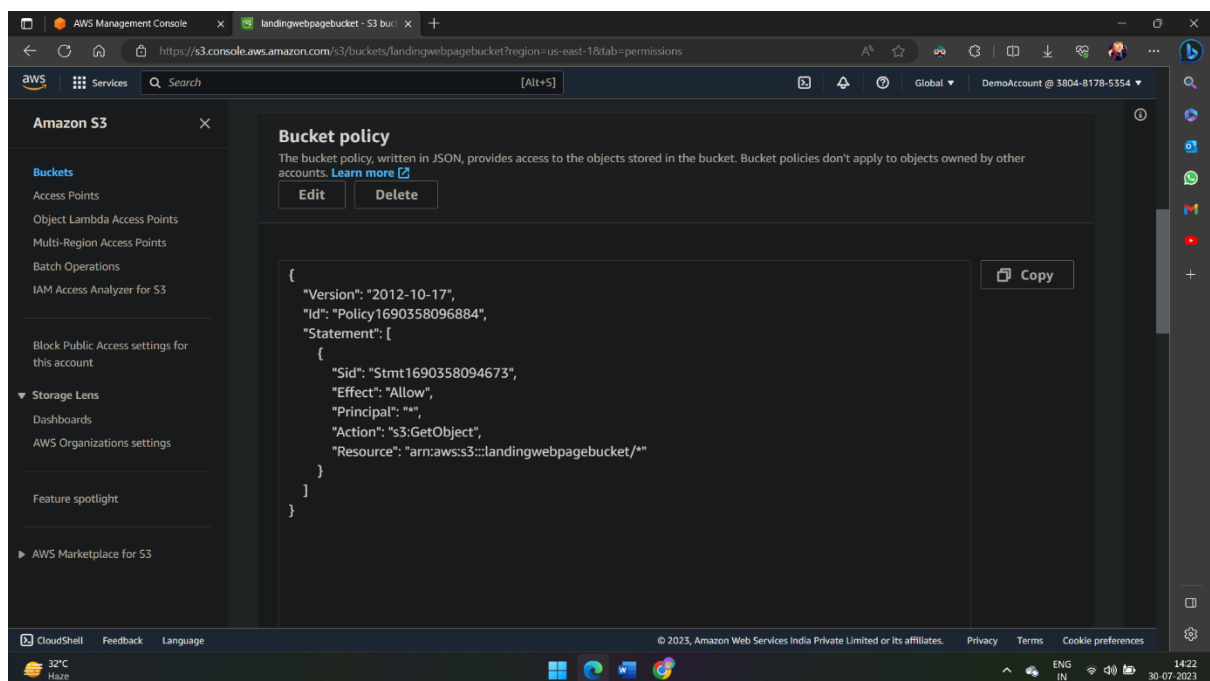 AWS Management Console
landingwebpagebucket - S3 buc
https://s3.console.aws.amazon.com/s3/buckets/landingwebpagebucket?region=us-east-1&tab=permissions
aws
Services
Search
[Alt+S]
Global
DemoAccount @ 3804-8178-5354
Amazon S3
Buckets
Access Points
Object Lambda Access Points
Multi-Region Access Points
Batch Operations
IAM Access Analyzer for S3
Block Public Access settings for
this account
Storage Lens
Dashboards
AWS Organizations settings
Feature spotlight
AWS Marketplace for S3
Bucket policy
The bucket policy, written in JSON, provides access to the objects stored in the bucket. Bucket policies don't apply to objects owned by other
accounts. Learn more
Edit
Delete
Copy
{
"Version": "2012-10-17",
"Id": "Policy1690358096884",
"Statement": [
{
"Sid": "Stmt1690358094673",
"Effect": "Allow",
"Principal": "*",
"Action": "s3:GetObject",
"Resource": "arn:aws:s3:::landingwebpagebucket/*"
}
]
}
CloudShell
Feedback
Language
© 2023, Amazon Web Services India Private Limited or its affiliates.
Privacy
Terms
Cookie preferences
32°C
Haze
ENG
IN
14:22
30-07-2023